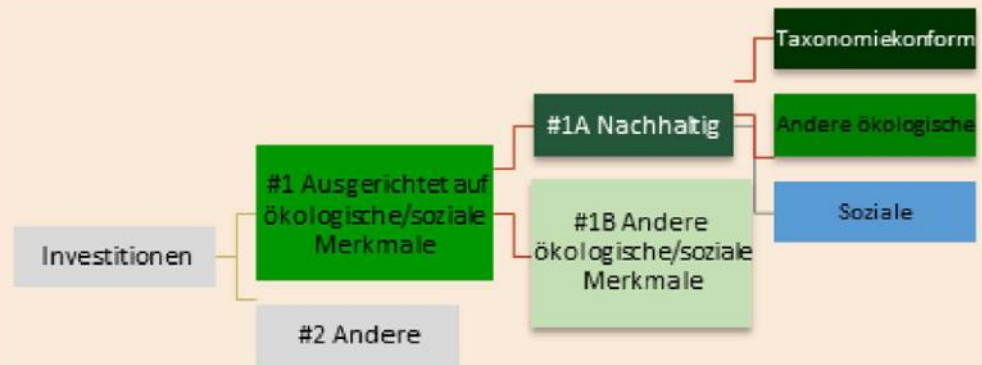 Taxonomiekonform
#1A Nachhaltig
Andere ökologische
#1 Ausgerichtet auf
ökologische/soziale
Merkmale
#1B Andere
ökologische/soziale
Merkmale
Soziale
Investitionen
#2 Andere